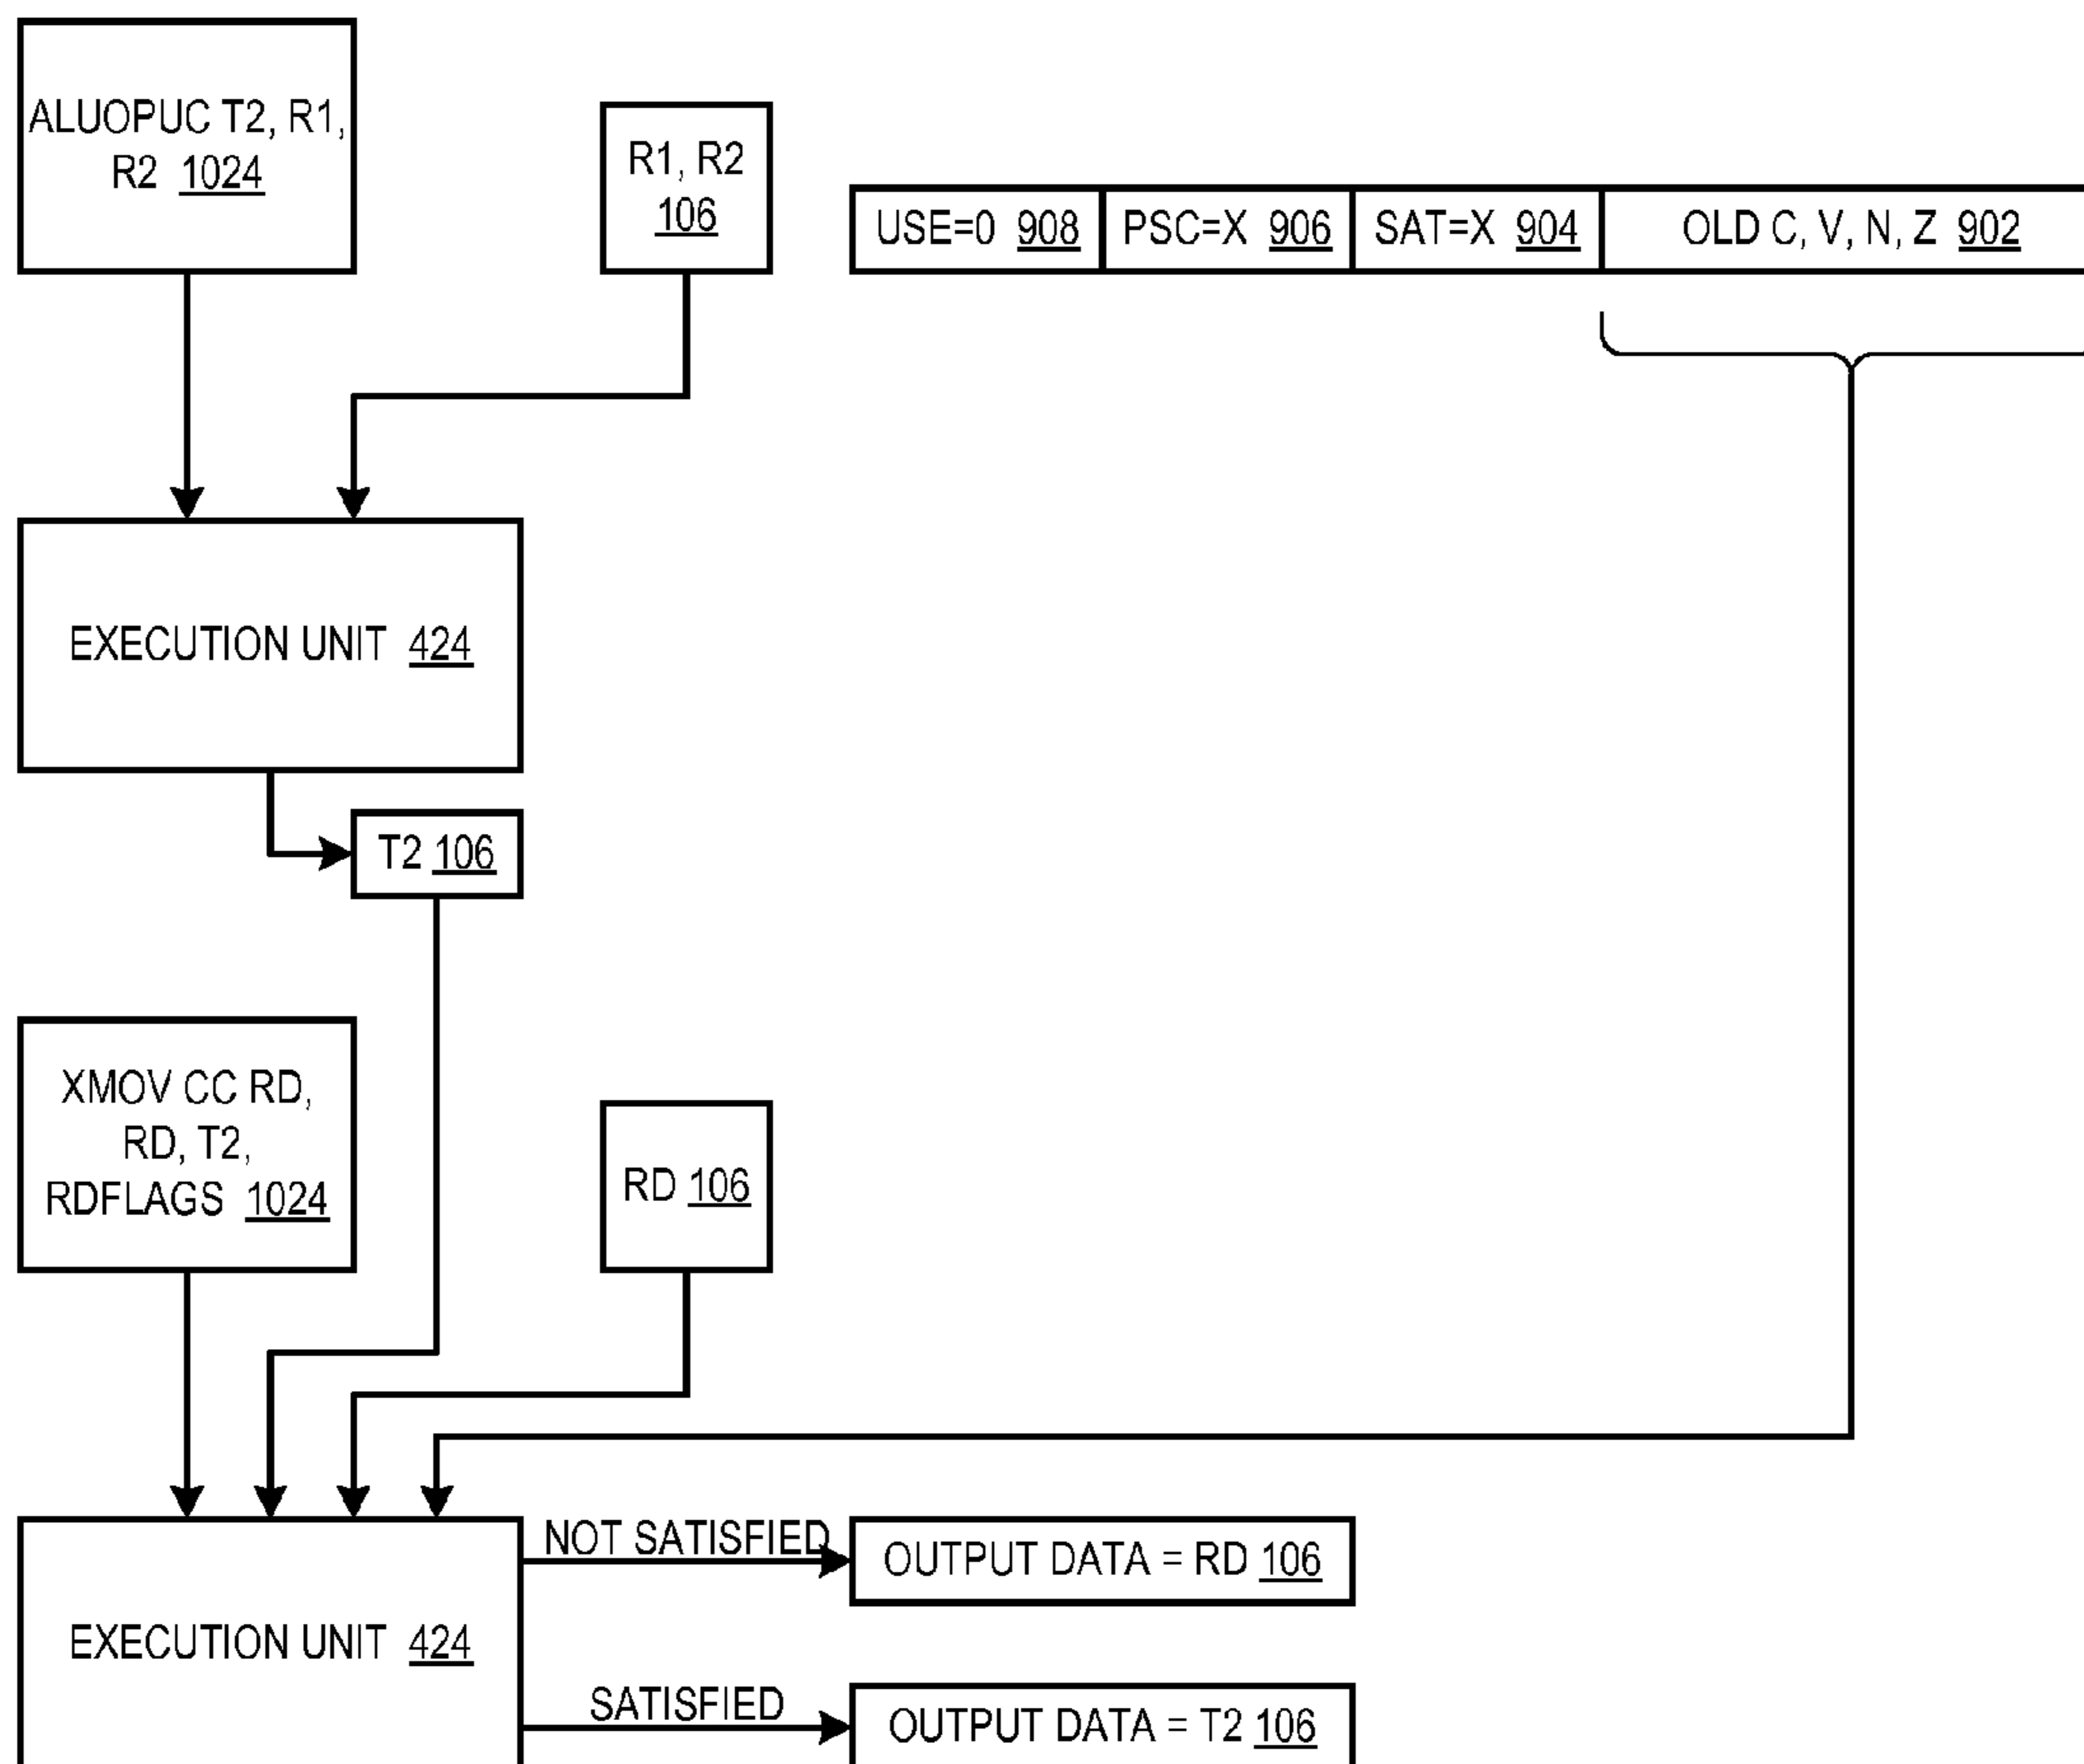 ALUOPUC T2, R1,
R2 1024
R1, R2
106
USE=0 908 PSC=X 906 SAT=X 904 OLD C, V, N, Z 902
EXECUTION UNIT 424
T2 106
XMOV CC RD,
RD, T2,
RDFLAGS 1024
RD 106
NOT SATISFIED
OUTPUT DATA = RD 106
EXECUTION UNIT 424
SATISFIED
OUTPUT DATA = T2 106